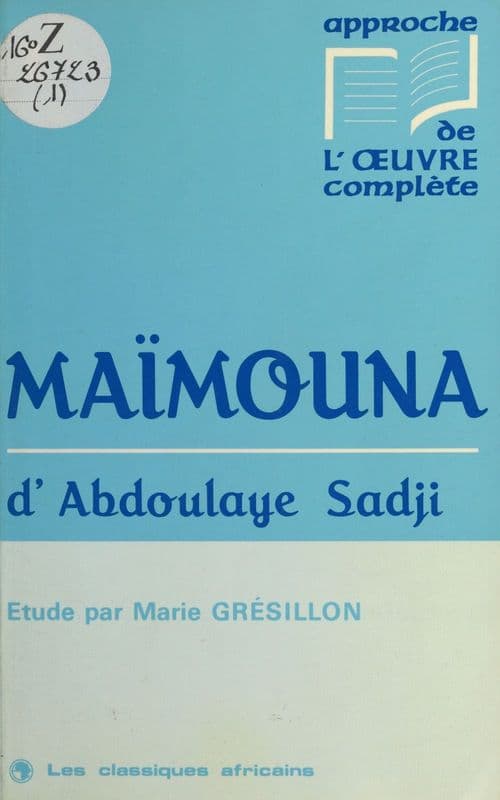 16° Z
26723
(1)
approche
de
L'ŒUVRE
complète
MAÏMOUNA
d'Abdoulaye Sadji
Etude par Marie GRÉSILLON
Les classiques africains